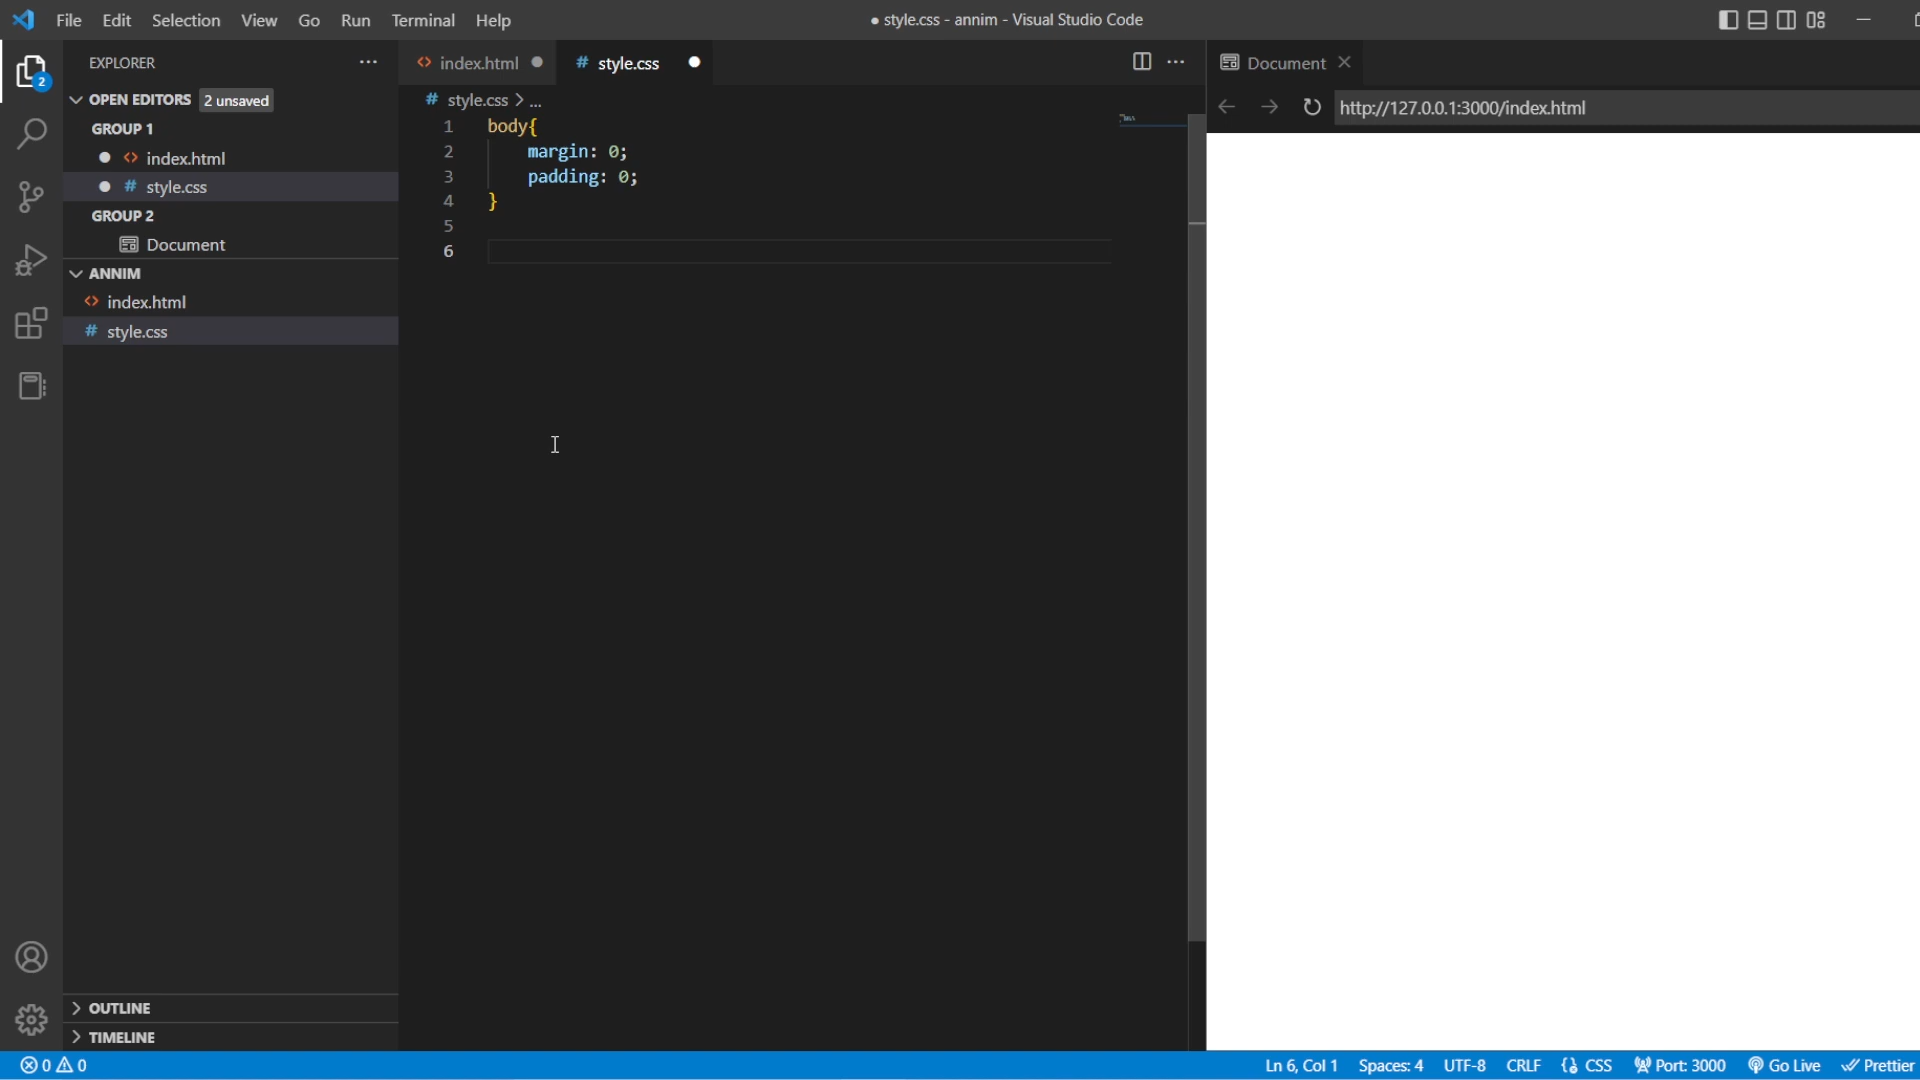 File Edit Selection View Go Run Terminal Help
● style.css - annim - Visual Studio Code
2
EXPLORER ...
OPEN EDITORS 2 unsaved
GROUP 1
<> index.html
# style.css
GROUP 2
Document
ANNIM
<> index.html
# style.css
OUTLINE
TIMELINE
<> index.html ● # style.css ● ...
# style.css > ...
1 body{
2 margin: 0;
3 padding: 0;
4 }
5
6
Document
http://127.0.0.1:3000/index.html
0 0 Ln 6, Col 1 Spaces: 4 UTF-8 CRLF {} CSS Port: 3000 Go Live Prettier